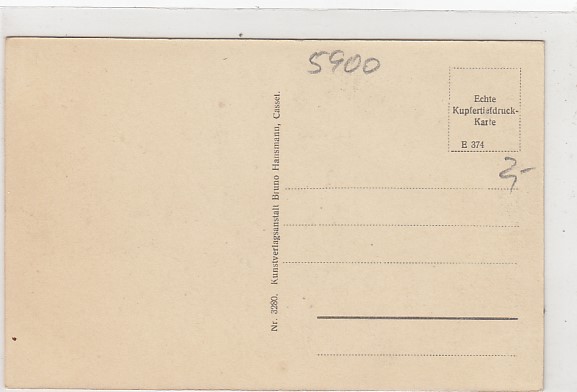 5900
Echte
Kupfertiefdruck-
Karte
E 374
2,-
Nr. 3280. Kunstverlagsanstalt Bruno Hansmann, Cassel.